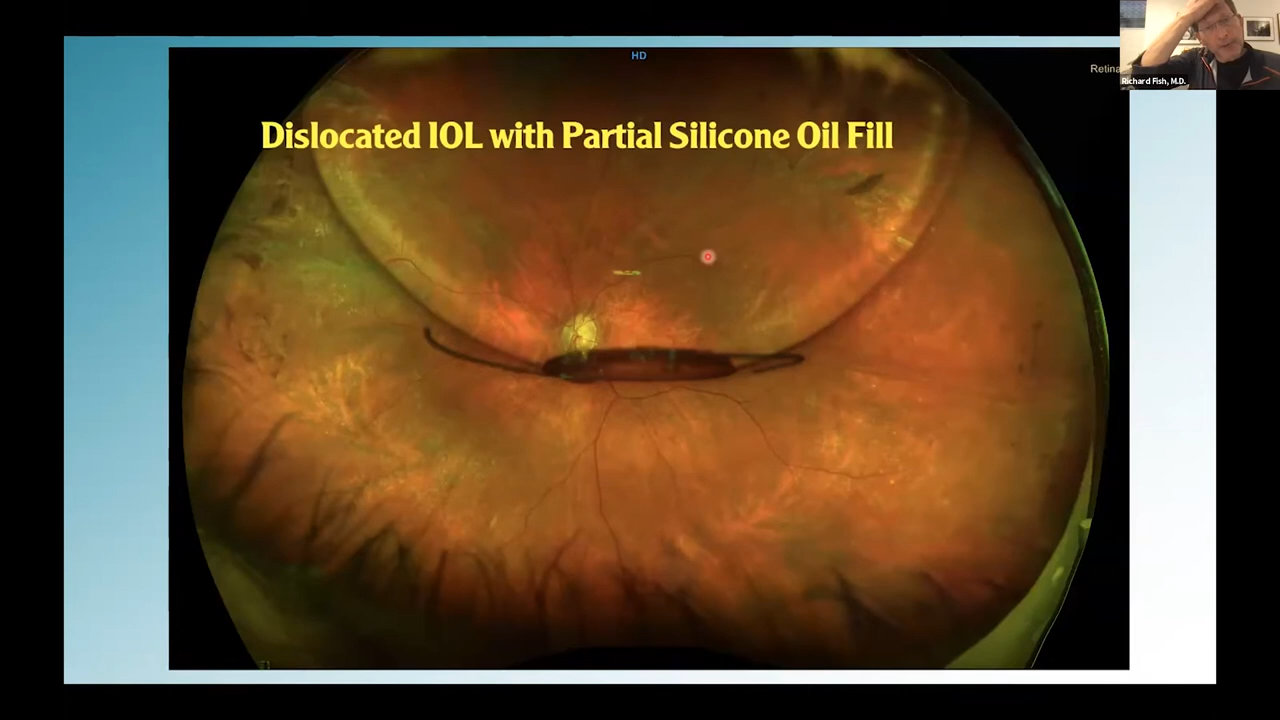 HD
Retina
Richard Fish, M.D.
Dislocated IOL with Partial Silicone Oil Fill